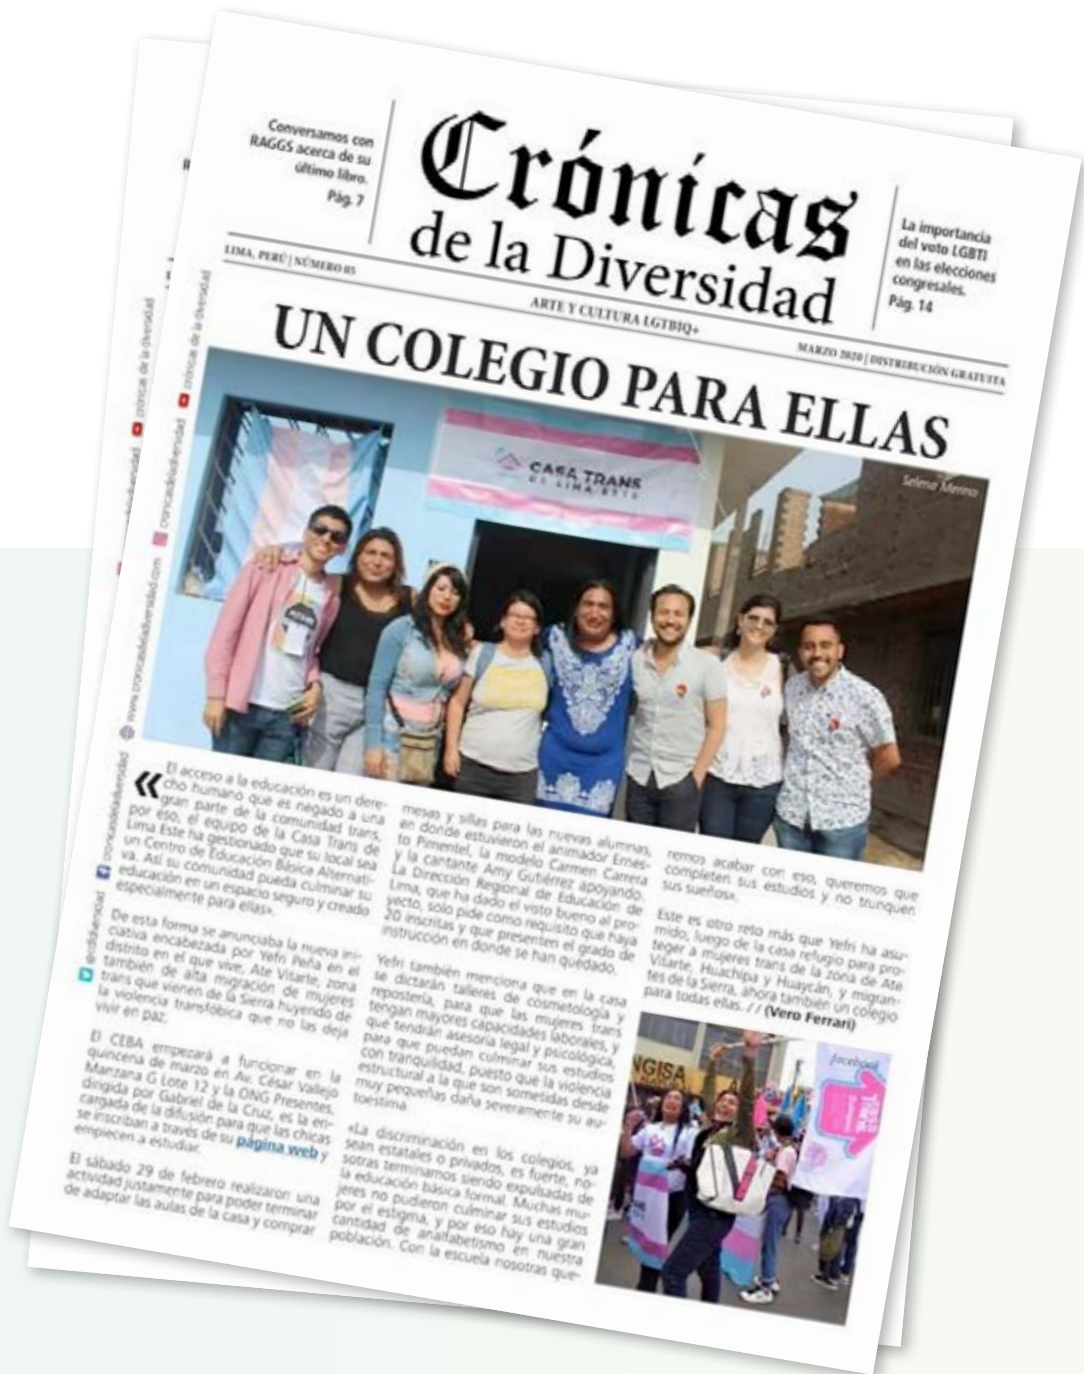 Conversamos con
RAGGS acerca de su
último libro.
Pág. 7
Crónicas
de la Diversidad
La importancia
del voto LGBTI
en las elecciones
congresales.
Pág. 14
LIMA, PERÚ | NÚMERO 05
ARTE Y CULTURA LGTBIQ+
MARZO 2020 | DISTRIBUCIÓN GRATUITA
UN COLEGIO PARA ELLAS
Selene Merino
CASA TRANS
DE LIMA ESTE
crónicas de la diversidad
cronicasdeladiversidad
www.cronicasdeladiversidad.com
cronicasdeladiversidad
@cdldiversidad
crónicas de la diversidad
« El acceso a la educación es un dere-
cho humano que es negado a una
gran parte de la comunidad trans,
por eso, el equipo de la Casa Trans de
Lima Este ha gestionado que su local sea
un Centro de Educación Básica Alternati-
va. Así su comunidad pueda culminar su
educación en un espacio seguro y creado
especialmente para ellas».
De esta forma se anunciaba la nueva ini-
ciativa encabezada por Yefri Peña en el
distrito en el que vive, Ate Vitarte, zona
también de alta migración de mujeres
trans que vienen de la Sierra huyendo de
la violencia transfóbica que no las deja
vivir en paz.
El CEBA empezará a funcionar en la
quincena de marzo en Av. César Vallejo
Manzana G Lote 12 y la ONG Presentes,
dirigida por Gabriel de la Cruz, es la en-
cargada de la difusión para que las chicas
se inscriban a través de su página web y
empiecen a estudiar.
El sábado 29 de febrero realizaron una
actividad justamente para poder terminar
de adaptar las aulas de la casa y comprar
mesas y sillas para las nuevas alumnas,
en donde estuvieron el animador Ernes-
to Pimentel, la modelo Carmen Carrera
y la cantante Amy Gutiérrez apoyando.
La Dirección Regional de Educación de
Lima, que ha dado el visto bueno al pro-
yecto, solo pide como requisito que haya
20 inscritas y que presenten el grado de
instrucción en donde se han quedado.
Yefri también menciona que en la casa
se dictarán talleres de cosmetología y
repostería, para que las mujeres trans
tengan mayores capacidades laborales, y
que tendrán asesoría legal y psicológica,
para que puedan culminar sus estudios
con tranquilidad, puesto que la violencia
estructural a la que son sometidas desde
muy pequeñas daña severamente su au-
toestima.
«La discriminación en los colegios, ya
sean estatales o privados, es fuerte, no-
sotras terminamos siendo expulsadas de
la educación básica formal. Muchas mu-
jeres no pudieron culminar sus estudios
por el estigma, y por eso hay una gran
cantidad de analfabetismo en nuestra
población. Con la escuela nosotras que-
remos acabar con eso, queremos que
completen sus estudios y no trunquen
sus sueños».
Este es otro reto más que Yefri ha asu-
mido, luego de la casa refugio para pro-
teger a mujeres trans de la zona de Ate
Vitarte, Huachipa y Huaycán, y migran-
tes de la Sierra, ahora también un colegio
para todas ellas. // (Vero Ferrari)
NGISA
facebook